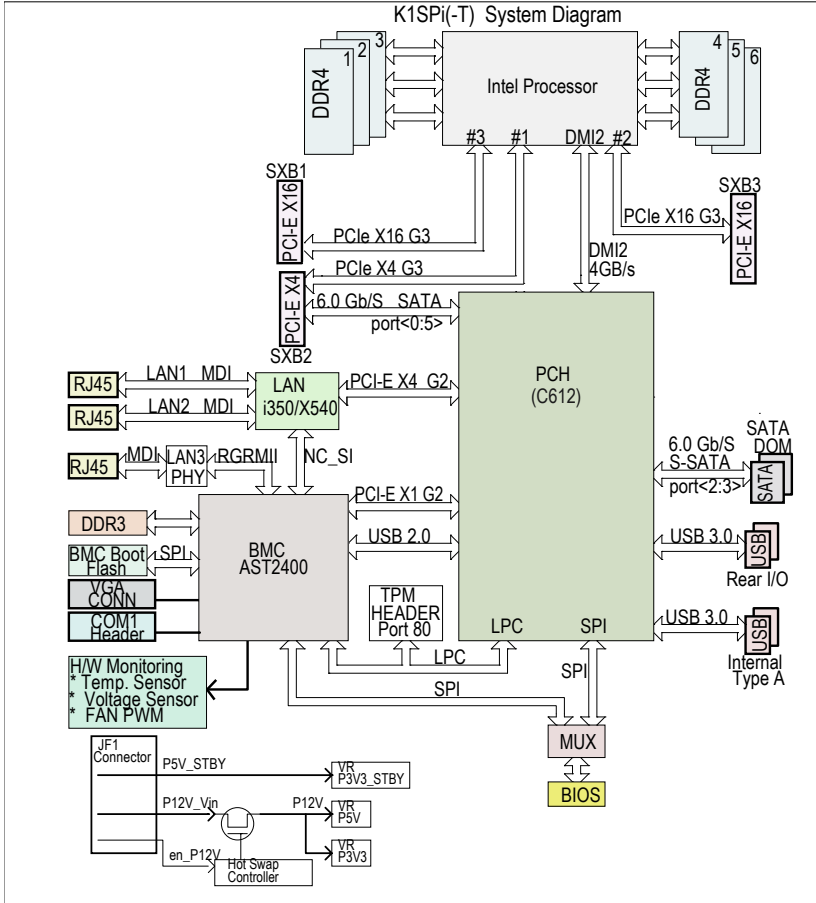 K1SPi(-T) System Diagram
1
2
3
DDR4
Intel Processor
#3
#1
DMI2
#2
4
5
6
DDR4
SXB1
PCI-E X16
PCIe X16 G3
SXB3
PCI-E X16
PCIe X16 G3
PCIe X4 G3
DMI2
4GB/s
PCI-E X4
6.0 Gb/S SATA
port<0:5>
SXB2
PCH
(C612)
RJ45
LAN1 MDI
LAN
i350/X540
PCI-E X4 G2
RJ45
LAN2 MDI
RJ45
MDI
LAN3
PHY
RGRMII
NC_SI
6.0 Gb/S
S-SATA
port<2:3>
SATA
DOM
SATA
DDR3
BMC
AST2400
PCI-E X1 G2
USB 2.0
BMC Boot
Flash
SPI
VGA
CONN
COM1
Header
USB 3.0
USB
Rear I/O
TPM
HEADER
Port 80
LPC
SPI
USB 3.0
USB
Internal
Type A
LPC
SPI
SPI
H/W Monitoring
* Temp. Sensor
* Voltage Sensor
* FAN PWM
MUX
BIOS
JF1
Connector
P5V_STBY
VR
P3V3_STBY
P12V_Vin
P12V
VR
P5V
en_P12V
Hot Swap
Controller
VR
P3V3